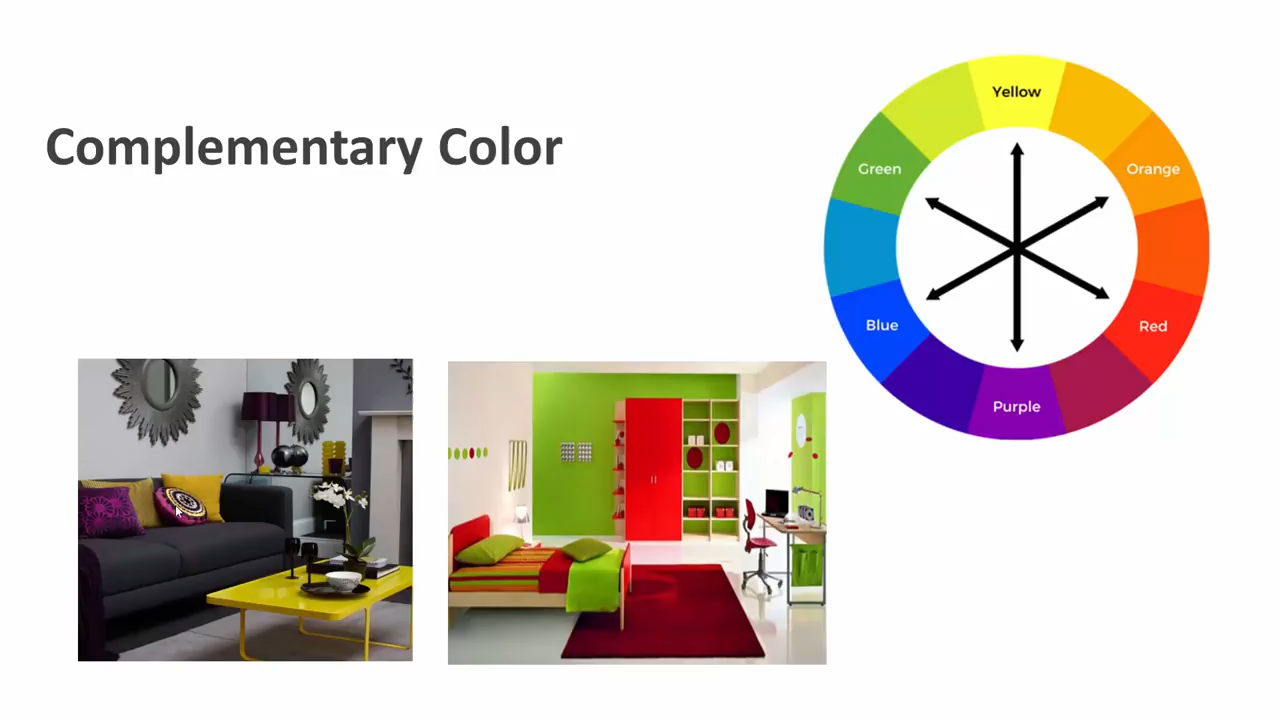 Complementary Color
Yellow
Green
Orange
Blue
Red
Purple